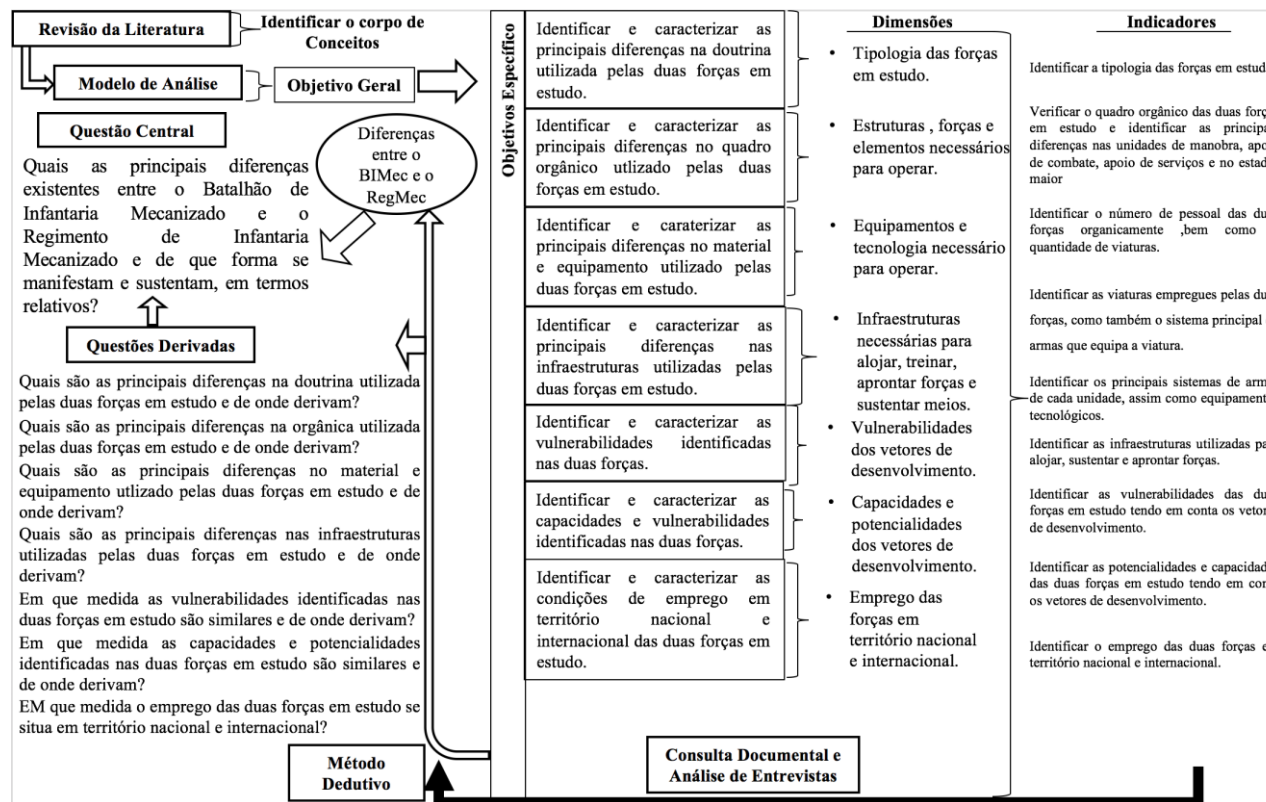 Revisão da Literatura
Identificar o corpo de
Conceitos
Modelo de Análise
Objetivo Geral
Questão Central
Diferenças
entre o
BIMec e o
RegMec
Quais as principais diferenças
existentes entre o Batalhão de
Infantaria Mecanizado e o
Regimento de Infantaria
Mecanizado e de que forma se
manifestam e sustentam, em termos
relativos?
Questões Derivadas
Quais são as principais diferenças na doutrina utilizada
pelas duas forças em estudo e de onde derivam?
Quais são as principais diferenças na orgânica utilizada
pelas duas forças em estudo e de onde derivam?
Quais são as principais diferenças no material e
equipamento utlizado pelas duas forças em estudo e de
onde derivam?
Quais são as principais diferenças nas infraestruturas
utilizadas pelas duas forças em estudo e de onde
derivam?
Em que medida as vulnerabilidades identificadas nas
duas forças em estudo são similares e de onde derivam?
Em que medida as capacidades e potencialidades
identificadas nas duas forças em estudo são similares e
de onde derivam?
EM que medida o emprego das duas forças em estudo se
situa em território nacional e internacional?
Método
Dedutivo
Objetivos Específico
Identificar e caracterizar as
principais diferenças na doutrina
utilizada pelas duas forças em
estudo.
Identificar e caracterizar as
principais diferenças no quadro
orgânico utlizado pelas duas
forças em estudo.
Identificar e caraterizar as
principais diferenças no material
e equipamento utilizado pelas
duas forças em estudo.
Identificar e caracterizar as
principais diferenças nas
infraestruturas utilizadas pelas
duas forças em estudo.
Identificar e caracterizar as
vulnerabilidades identificadas
nas duas forças.
Identificar e caracterizar as
capacidades e vulnerabilidades
identificadas nas duas forças.
Identificar e caracterizar as
condições de emprego em
território nacional e
internacional das duas forças em
estudo.
Dimensões
• Tipologia das forças
em estudo.
• Estruturas , forças e
elementos necessários
para operar.
• Equipamentos e
tecnologia necessário
para operar.
• Infraestruturas
necessárias para
alojar, treinar,
aprontar forças e
sustentar meios.
• Vulnerabilidades
dos vetores de
desenvolvimento.
• Capacidades e
potencialidades
dos vetores de
desenvolvimento.
• Emprego das
forças em
território nacional
e internacional.
Consulta Documental e
Análise de Entrevistas
Indicadores
Identificar a tipologia das forças em estud
Verificar o quadro orgânico das duas forç
em estudo e identificar as principa
diferenças nas unidades de manobra, apo
de combate, apoio de serviços e no estad
maior
Identificar o número de pessoal das du
forças organicamente ,bem como
quantidade de viaturas.
Identificar as viaturas empregues pelas du
forças, como também o sistema principal
armas que equipa a viatura.
Identificar os principais sistemas de arm
de cada unidade, assim como equipament
tecnológicos.
Identificar as infraestruturas utilizadas pa
alojar, sustentar e aprontar forças.
Identificar as vulnerabilidades das du
forças em estudo tendo em conta os vetor
de desenvolvimento.
Identificar as potencialidades e capacidad
das duas forças em estudo tendo em con
os vetores de desenvolvimento.
Identificar o emprego das duas forças e
território nacional e internacional.